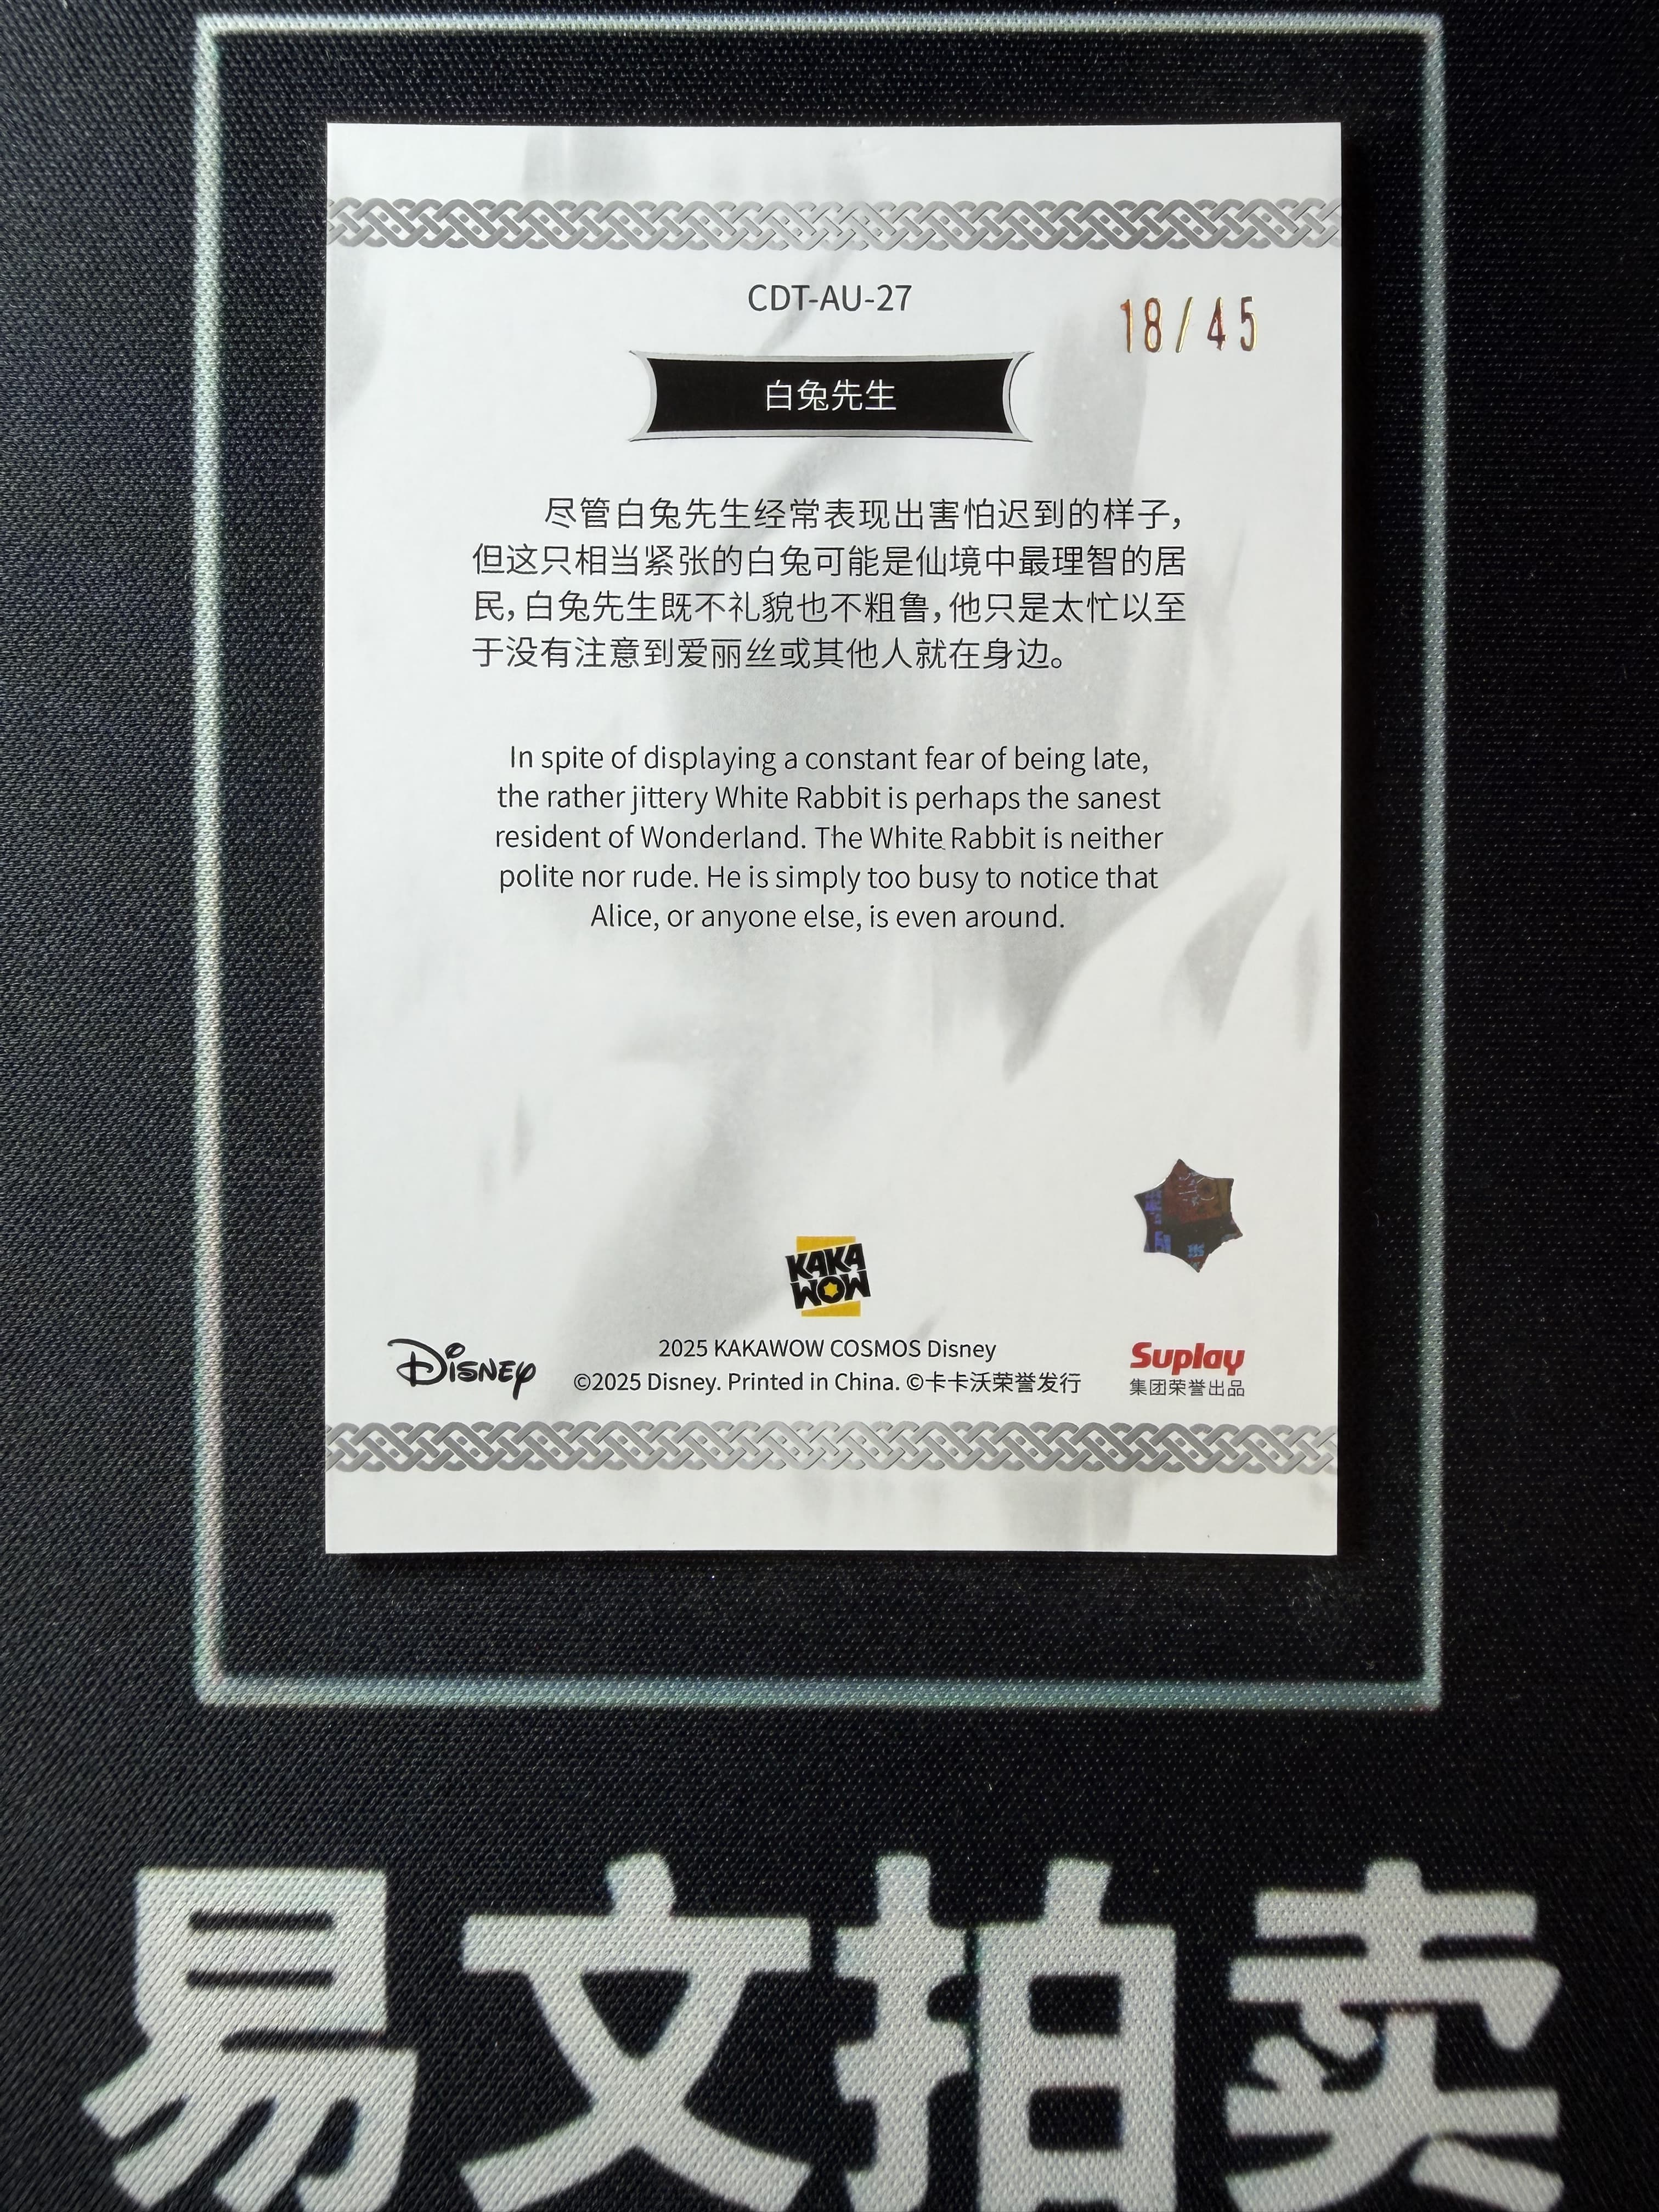 CDT-AU-27
18/45
白兔先生
尽管白兔先生经常表现出害怕迟到的样子，
但这只相当紧张的白兔可能是仙境中最理智的居
民，白兔先生既不礼貌也不粗鲁，他只是太忙以至
于没有注意到爱丽丝或其他人就在身边。
In spite of displaying a constant fear of being late,
the rather jittery White Rabbit is perhaps the sanest
resident of Wonderland. The White Rabbit is neither
polite nor rude. He is simply too busy to notice that
Alice, or anyone else, is even around.
KAKA
WOW
Disney
2025 KAKAWOW COSMOS Disney
©2025 Disney. Printed in China. ©卡卡沃荣誉发行
Suplay
集团荣誉出品
易文拍卖